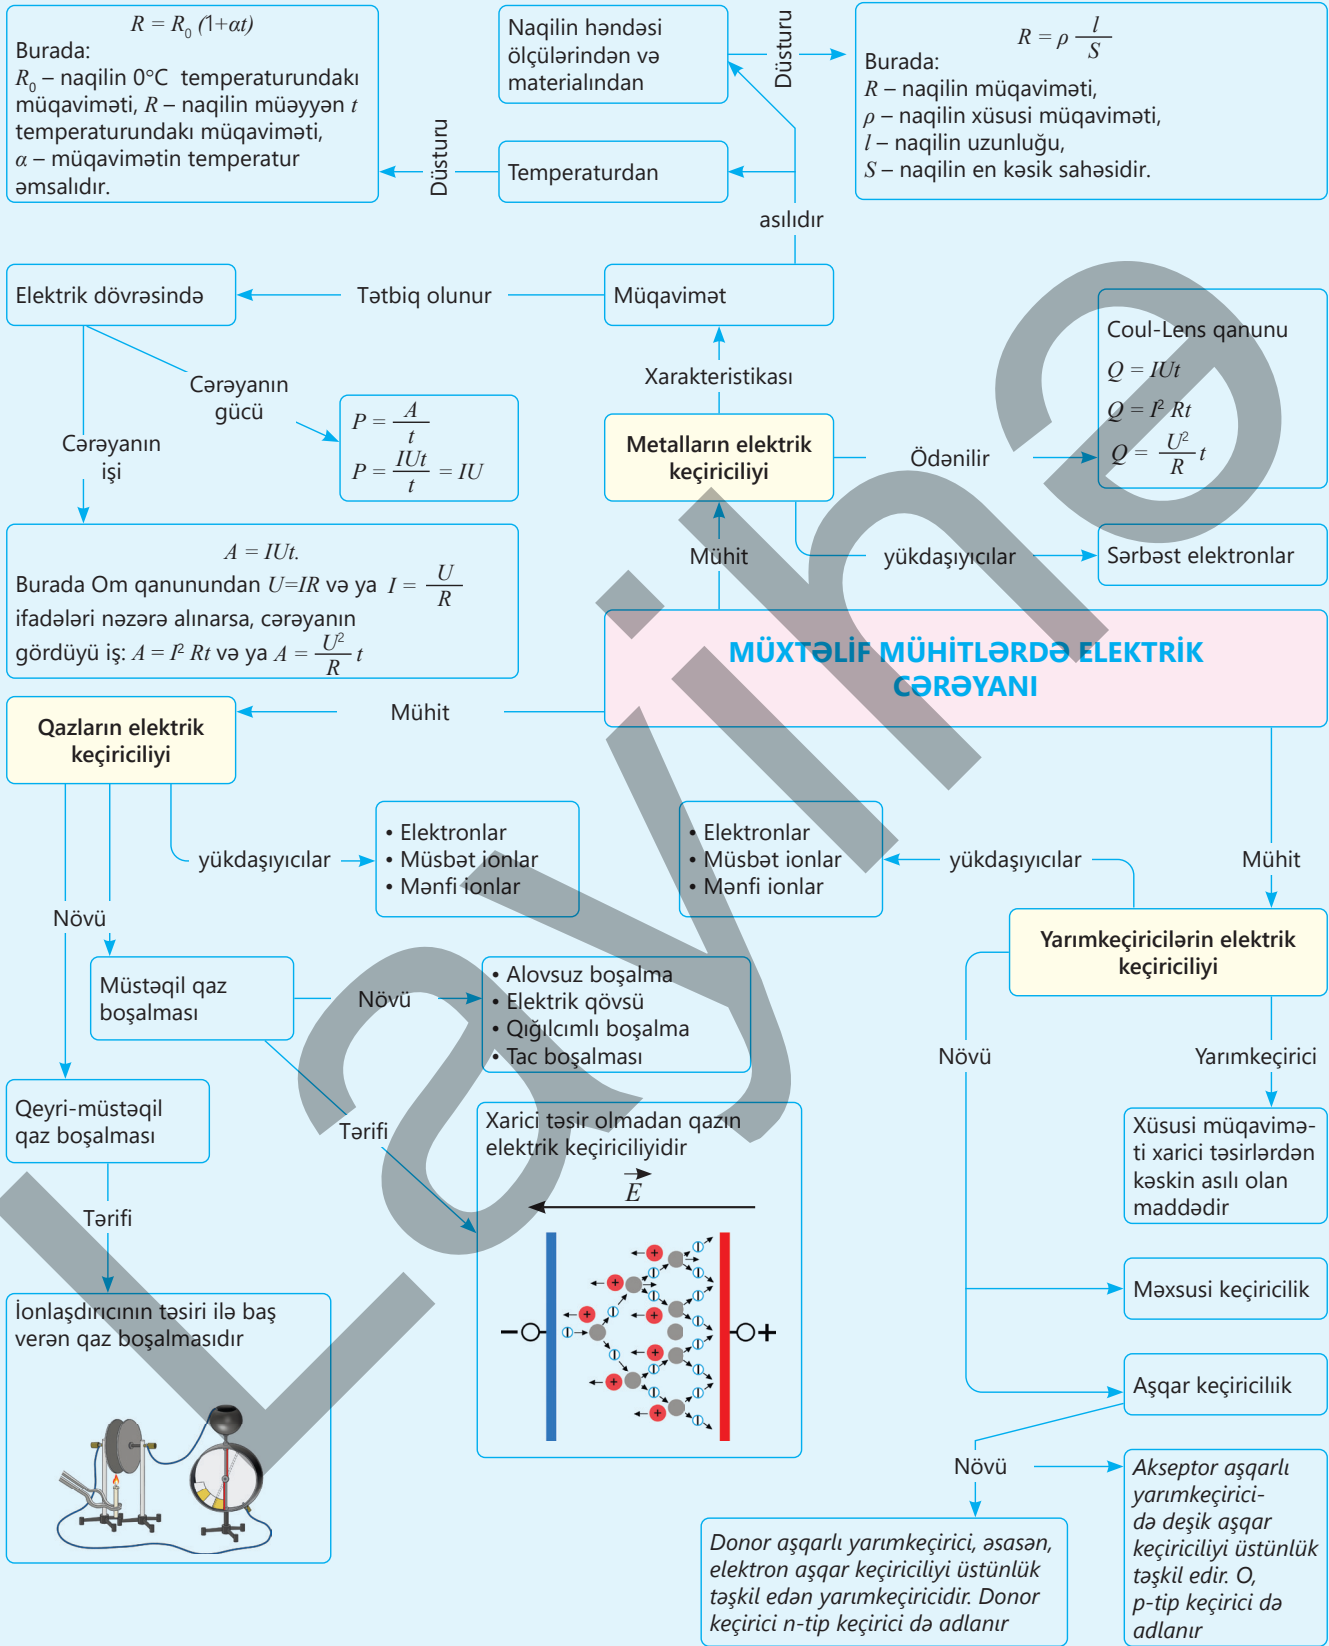 R = R₀ (1+αt)
Burada:
R₀ – naqilin 0°C temperaturundakı
müqaviməti, R – naqilin müəyyən t
temperaturundakı müqaviməti,
α – müqavimətin temperatur
əmsalıdır.
Düsturu
Naqilin həndəsi
ölçülərindən və
materialından
Temperaturdan
Düsturu
R = ρ l/S
Burada:
R – naqilin müqaviməti,
ρ – naqilin xüsusi müqaviməti,
l – naqilin uzunluğu,
S – naqilin en kəsik sahəsidir.
asılıdır
Elektrik dövrəsində
Tətbiq olunur
Müqavimət
Cərəyanın
gücü
Cərəyanın
işi
P = A/t
P = IUt/t = IU
Xarakteristikası
Metalların elektrik
keçiriciliyi
Ödənilir
Coul-Lens qanunu
Q = IUt
Q = I² Rt
Q = U²/R t
Mühit
yükdaşıyıcılar
Sərbəst elektronlar
A = IUt.
Burada Om qanunundan U=IR və ya I = U/R
ifadələri nəzərə alınarsa, cərəyanın
gördüyü iş: A = I² Rt və ya A = U²/R t
MÜXTƏLİF MÜHİTLƏRDƏ ELEKTRİK
CƏRƏYANI
Qazların elektrik
keçiriciliyi
Mühit
yükdaşıyıcılar
• Elektronlar
• Müsbət ionlar
• Mənfi ionlar
• Elektronlar
• Müsbət ionlar
• Mənfi ionlar
yükdaşıyıcılar
Mühit
Yarımkeçiricilərin elektrik
keçiriciliyi
Növü
Müstəqil qaz
boşalması
Növü
• Alovsuz boşalma
• Elektrik qövsü
• Qığılcımlı boşalma
• Tac boşalması
Növü
Yarımkeçirici
Qeyri-müstəqil
qaz boşalması
Tərifi
Xarici təsir olmadan qazın
elektrik keçiriciliyidir
E
– +
Xüsusi müqavimə-
ti xarici təsirlərdən
kəskin asılı olan
maddədir
Tərifi
İonlaşdırıcının təsiri ilə baş
verən qaz boşalmasıdır
Məxsusi keçiricilik
Aşqar keçiriciliik
Növü
Donor aşqarlı yarımkeçirici, əsasən,
elektron aşqar keçiriciliyi üstünlük
təşkil edən yarımkeçiricidir. Donor
keçirici n-tip keçirici də adlanır
Akseptor aşqarlı
yarımkeçirici-
də deşik aşqar
keçiriciliyi üstünlük
təşkil edir. O,
p-tip keçirici də
adlanır
Layihə